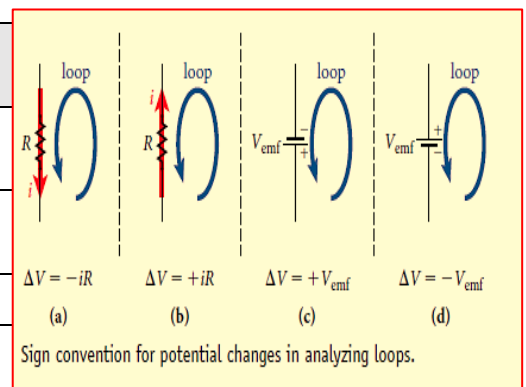 loop
loop
loop
loop
i
R
R
V_emf
−
+
V_emf
+
−
i
ΔV = −iR
ΔV = +iR
ΔV = +V_emf
ΔV = −V_emf
(a)
(b)
(c)
(d)
Sign convention for potential changes in analyzing loops.